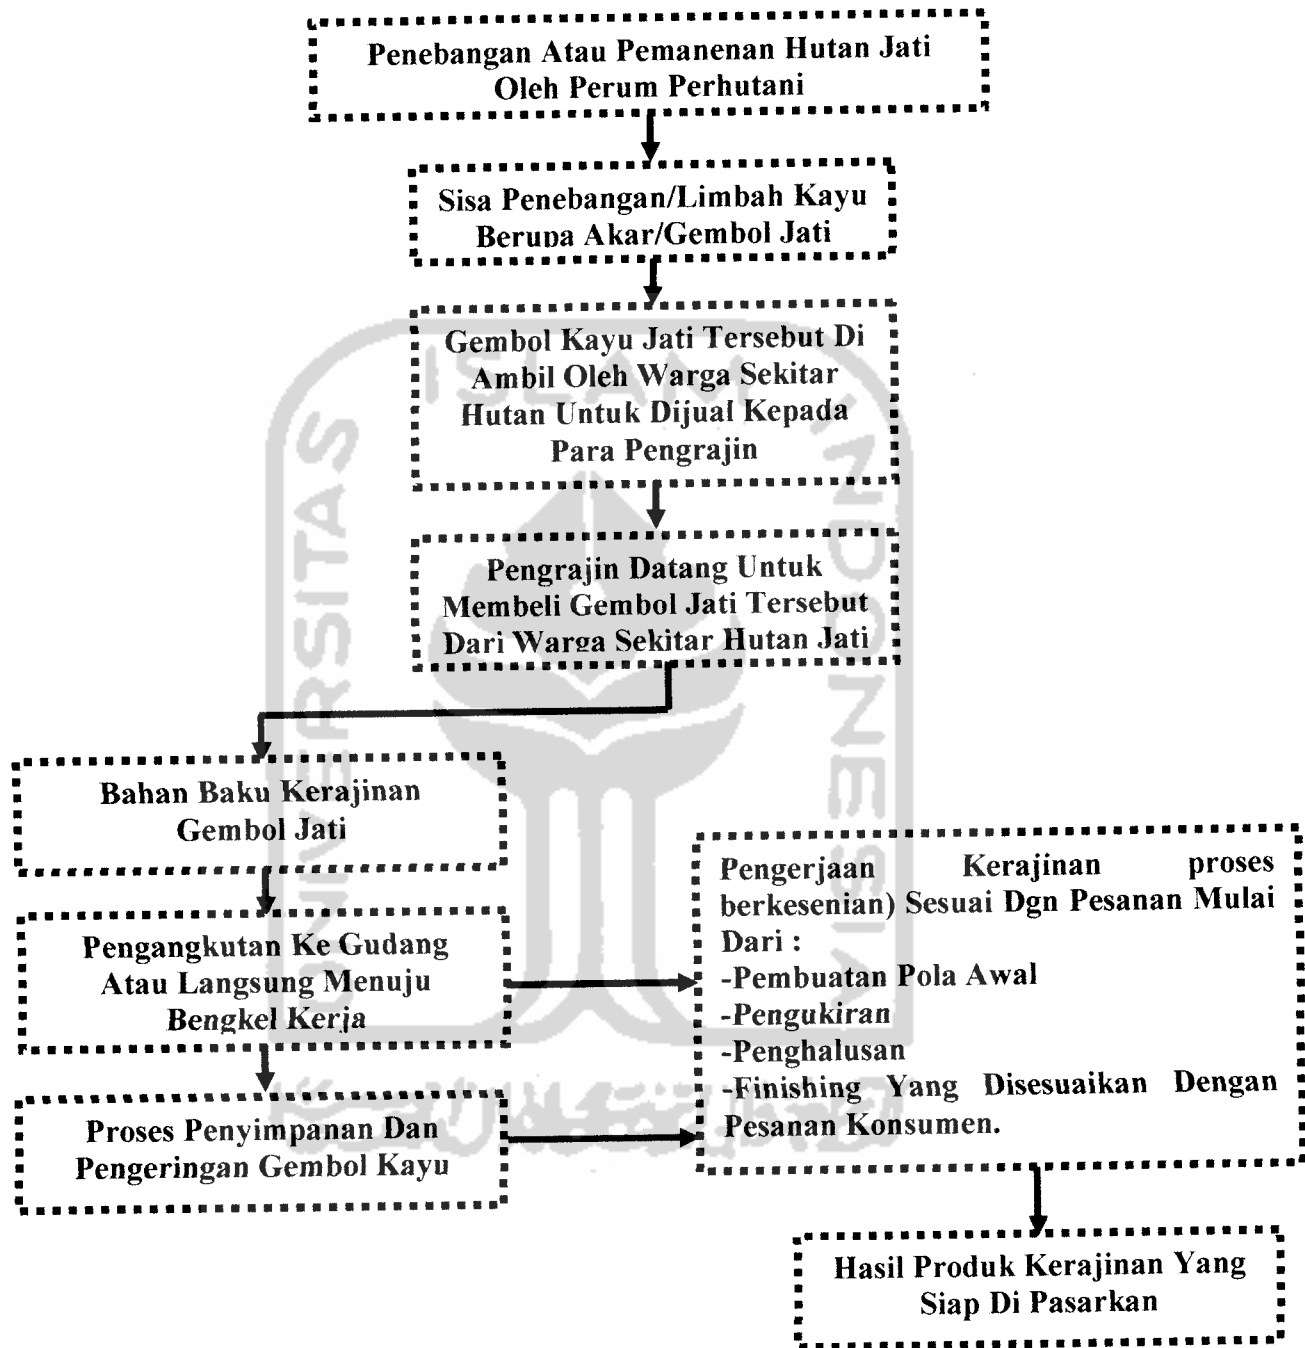 Penebangan Atau Pemanenan Hutan Jati
Oleh Perum Perhutani
Sisa Penebangan/Limbah Kayu
Berupa Akar/Gembol Jati
Gembol Kayu Jati Tersebut Di
Ambil Oleh Warga Sekitar
Hutan Untuk Dijual Kepada
Para Pengrajin
Pengrajin Datang Untuk
Membeli Gembol Jati Tersebut
Dari Warga Sekitar Hutan Jati
Bahan Baku Kerajinan
Gembol Jati
Pengangkutan Ke Gudang
Atau Langsung Menuju
Bengkel Kerja
Proses Penyimpanan Dan
Pengeringan Gembol Kayu
Pengerjaan Kerajinan proses
berkesenian) Sesuai Dgn Pesanan Mulai
Dari :
-Pembuatan Pola Awal
-Pengukiran
-Penghalusan
-Finishing Yang Disesuaikan Dengan
Pesanan Konsumen.
Hasil Produk Kerajinan Yang
Siap Di Pasarkan
UNIVERSITAS
ISLAM
INDONESIA